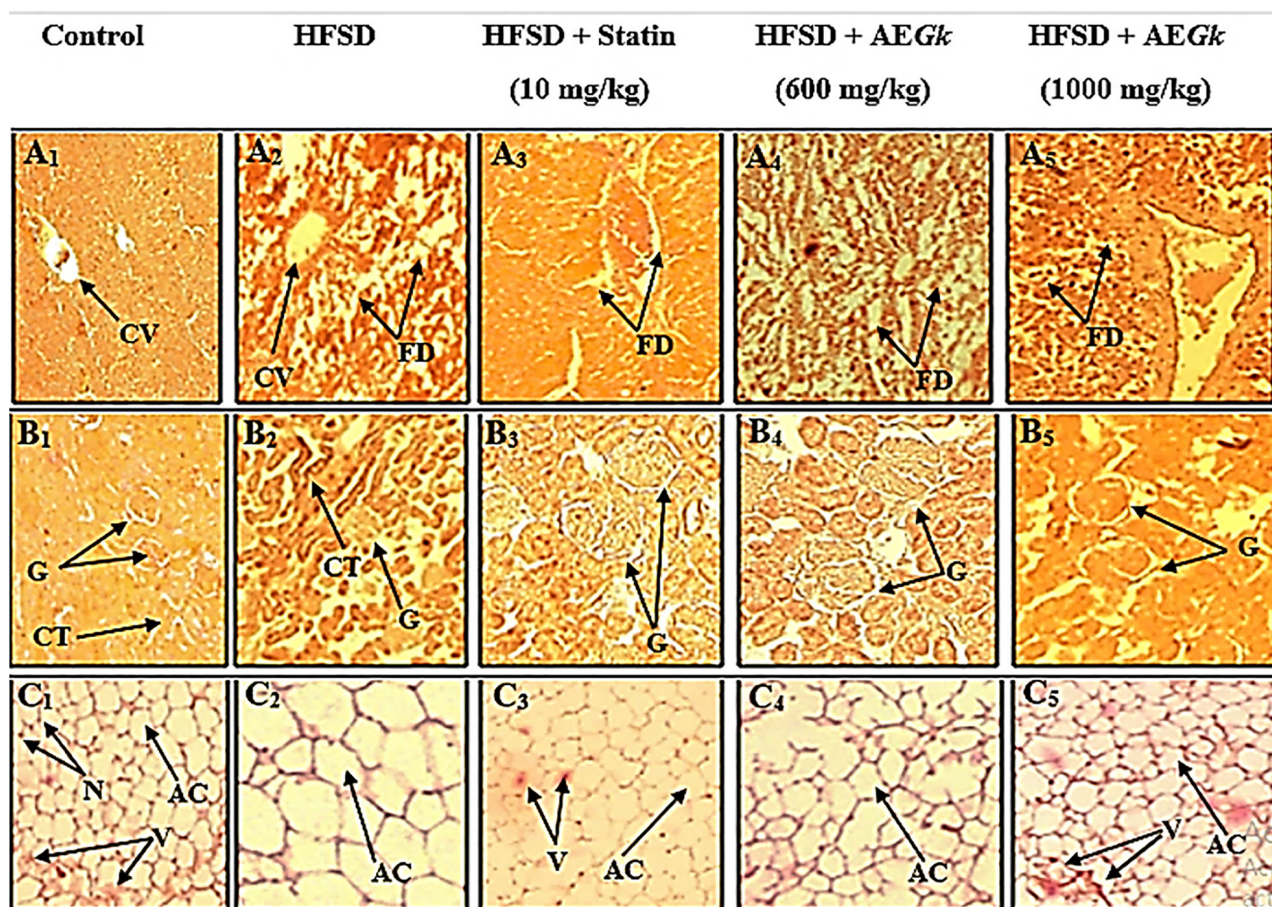 Control HFSD HFSD + Statin HFSD + AEGk HFSD + AEGk
(10 mg/kg) (600 mg/kg) (1000 mg/kg)
A1 A2 A3 A4 A5
CV CV FD FD FD FD
B1 B2 B3 B4 B5
G CT CT G G G G
C1 C2 C3 C4 C5
N AC V AC V AC AC V AC